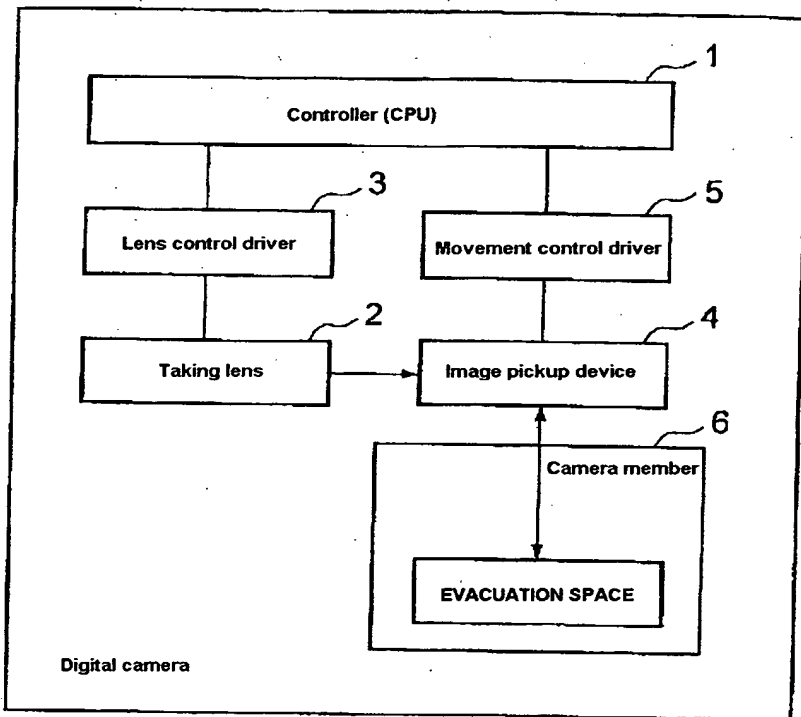 1
Controller (CPU)
3
5
Lens control driver
Movement control driver
2
4
Taking lens
Image pickup device
6
Camera member
EVACUATION SPACE
Digital camera